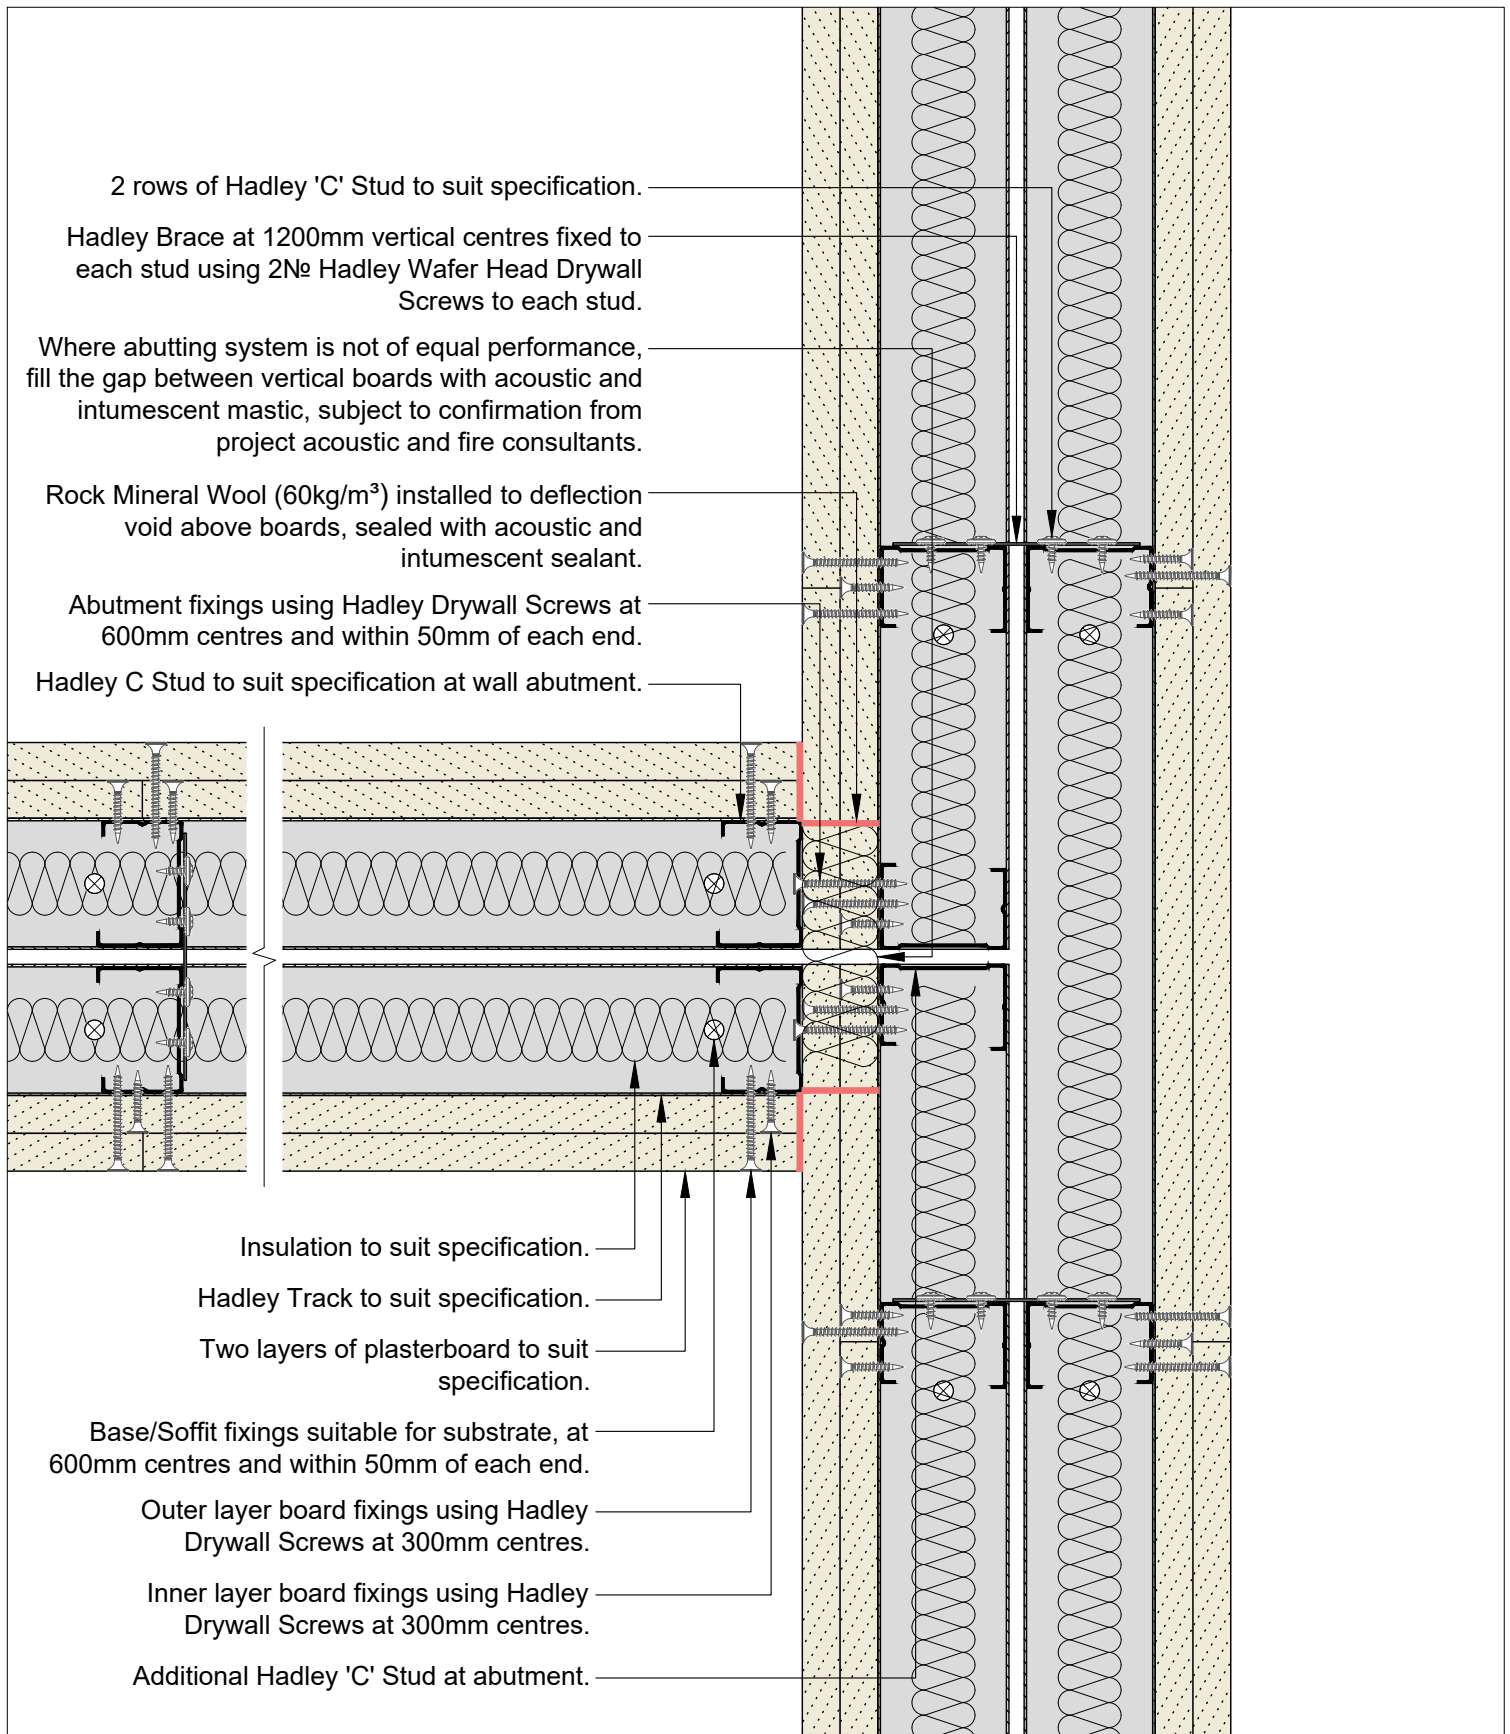 2 rows of Hadley 'C' Stud to suit specification.
Hadley Brace at 1200mm vertical centres fixed to
each stud using 2№ Hadley Wafer Head Drywall
Screws to each stud.
Where abutting system is not of equal performance,
fill the gap between vertical boards with acoustic and
intumescent mastic, subject to confirmation from
project acoustic and fire consultants.
Rock Mineral Wool (60kg/m³) installed to deflection
void above boards, sealed with acoustic and
intumescent sealant.
Abutment fixings using Hadley Drywall Screws at
600mm centres and within 50mm of each end.
Hadley C Stud to suit specification at wall abutment.
Insulation to suit specification.
Hadley Track to suit specification.
Two layers of plasterboard to suit
specification.
Base/Soffit fixings suitable for substrate, at
600mm centres and within 50mm of each end.
Outer layer board fixings using Hadley
Drywall Screws at 300mm centres.
Inner layer board fixings using Hadley
Drywall Screws at 300mm centres.
Additional Hadley 'C' Stud at abutment.